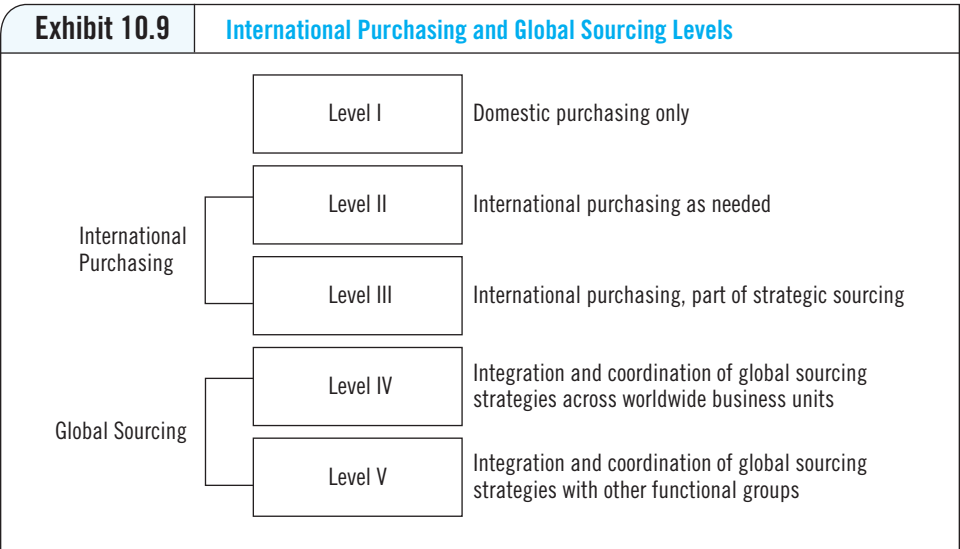 Exhibit 10.9
International Purchasing and Global Sourcing Levels
Level I
Domestic purchasing only
Level II
International purchasing as needed
International
Purchasing
Level III
International purchasing, part of strategic sourcing
Level IV
Integration and coordination of global sourcing
strategies across worldwide business units
Global Sourcing
Level V
Integration and coordination of global sourcing
strategies with other functional groups